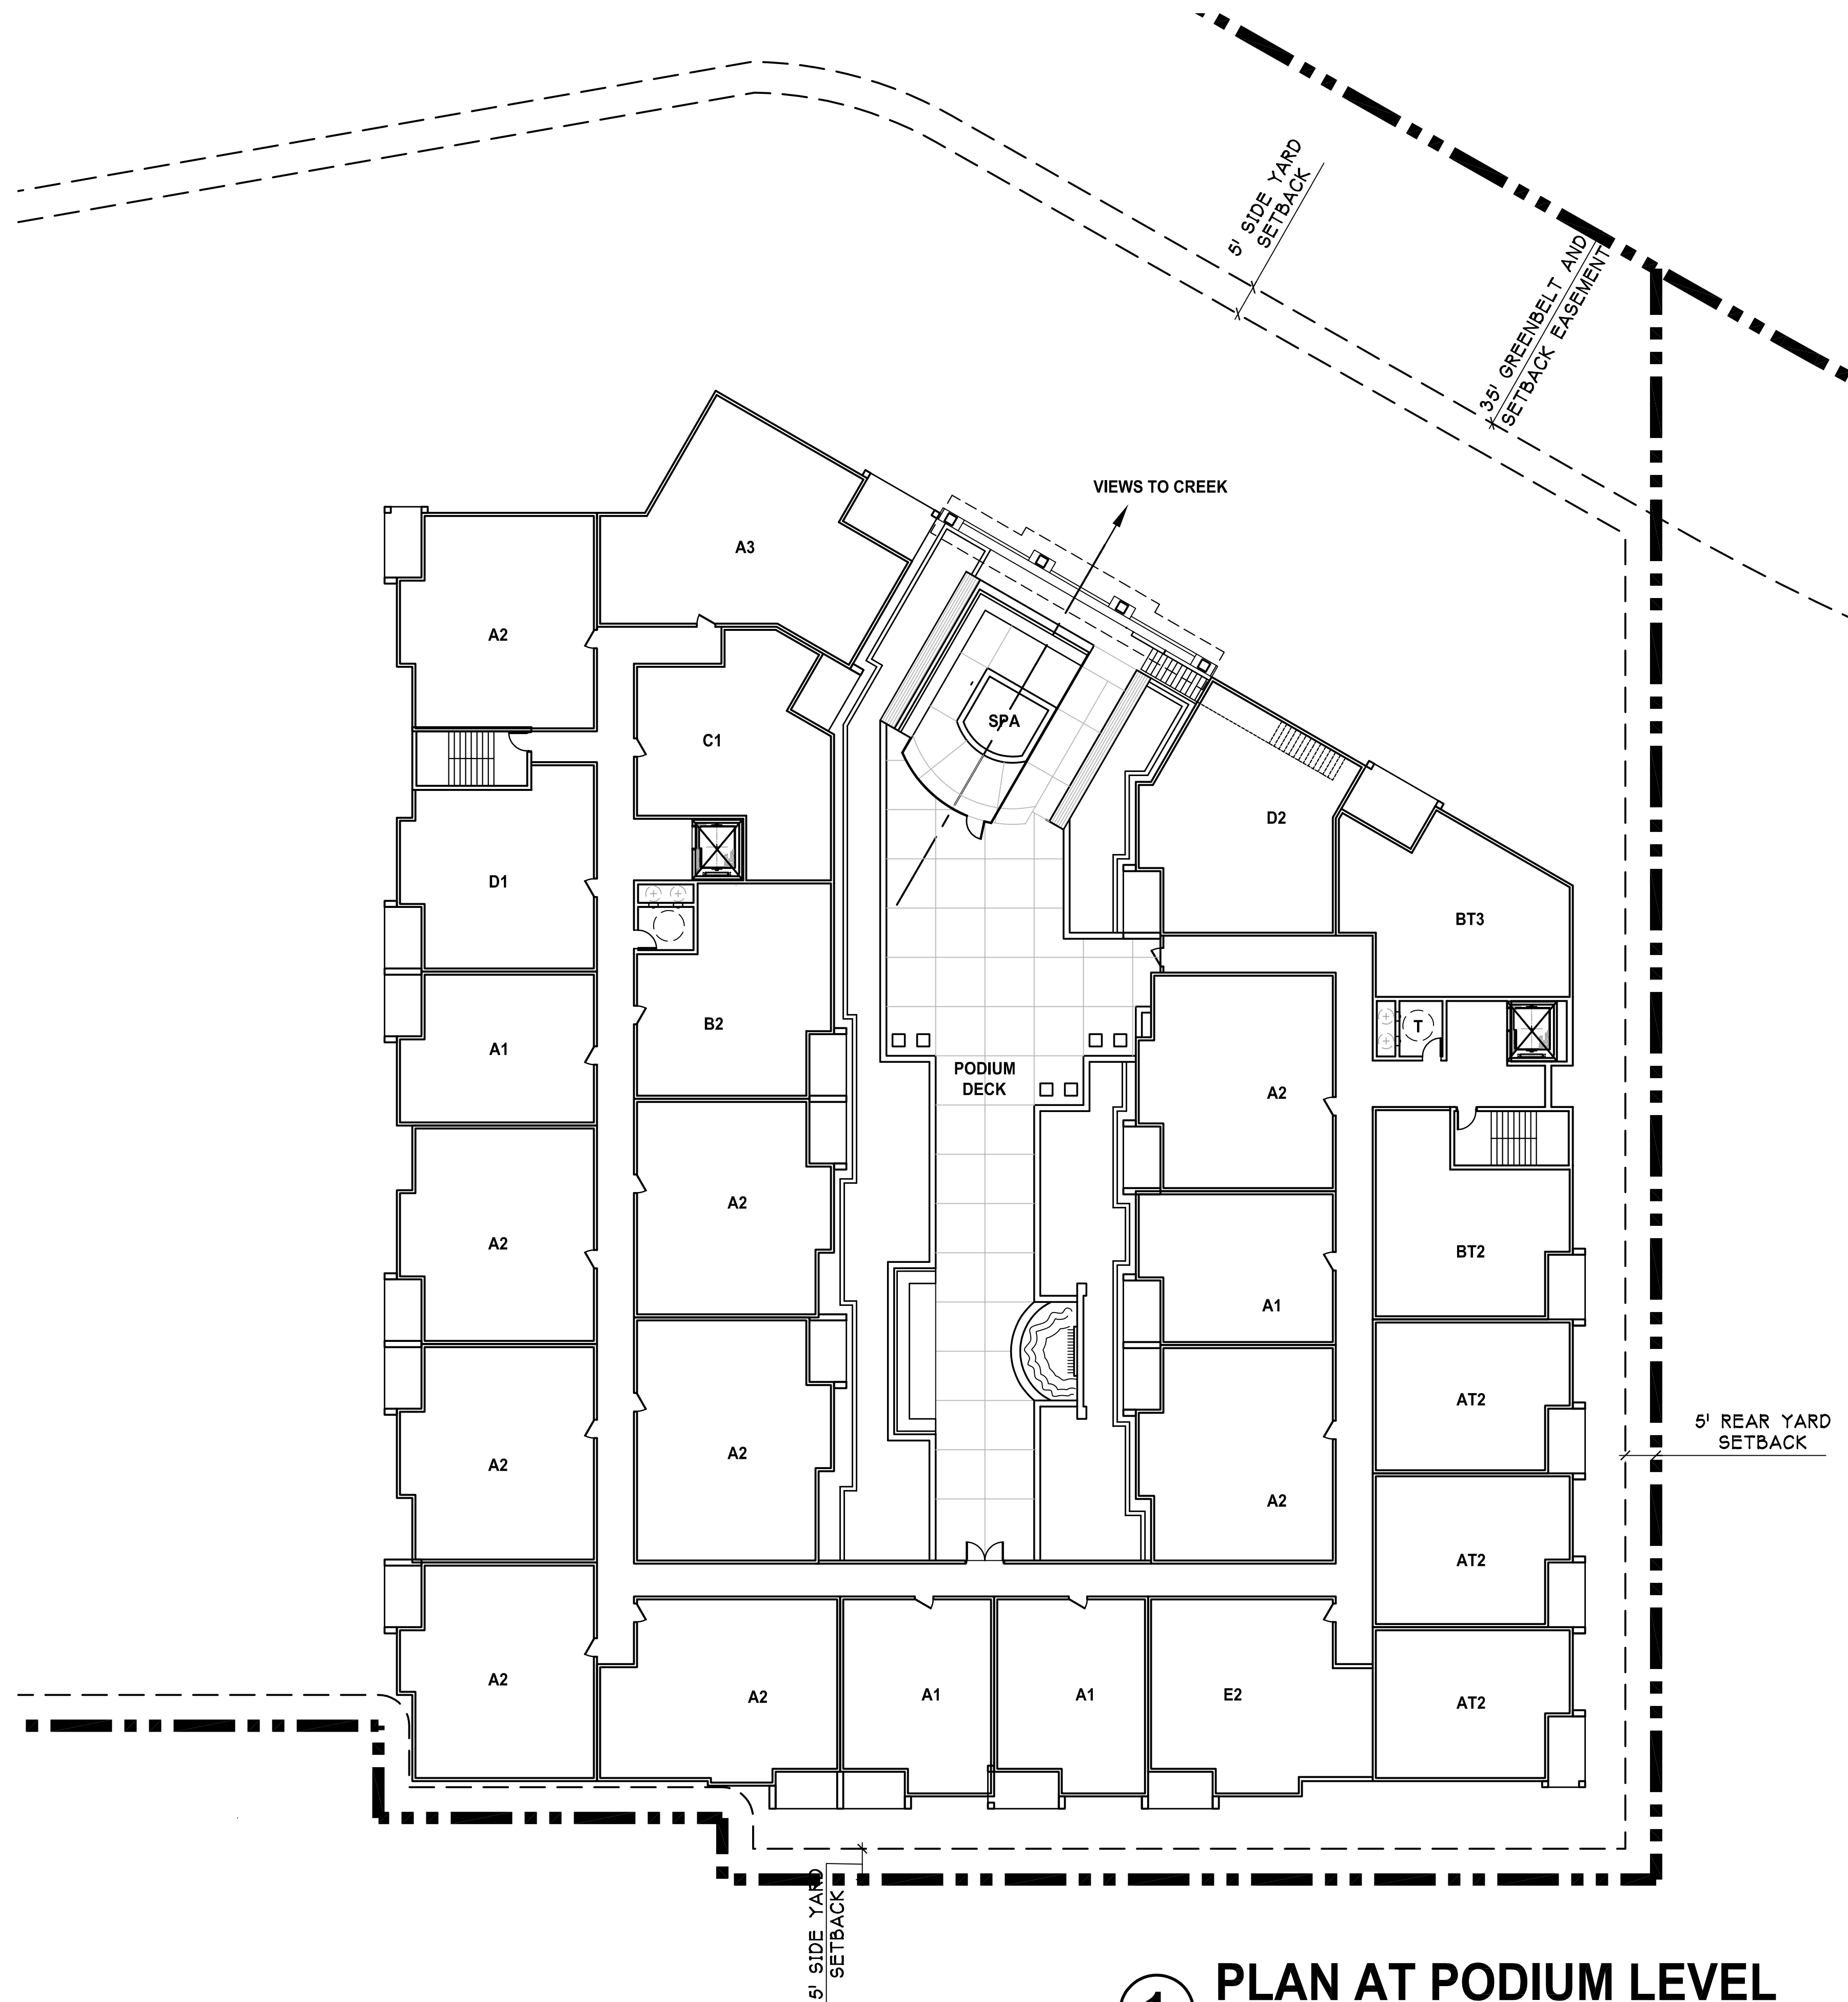 5' SIDE YARD
SETBACK
35' GREENBELT AND
SETBACK EASEMENT
VIEWS TO CREEK
A3
A2
SPA
C1
D2
D1
BT3
B2
T
A1
PODIUM
DECK
A2
A2
A2
BT2
A1
A2
AT2
A2
A2
A2
5' REAR YARD
SETBACK
AT2
A2
A2
A1
A1
E2
AT2
5' SIDE YARD
SETBACK
1
PLAN AT PODIUM LEVEL